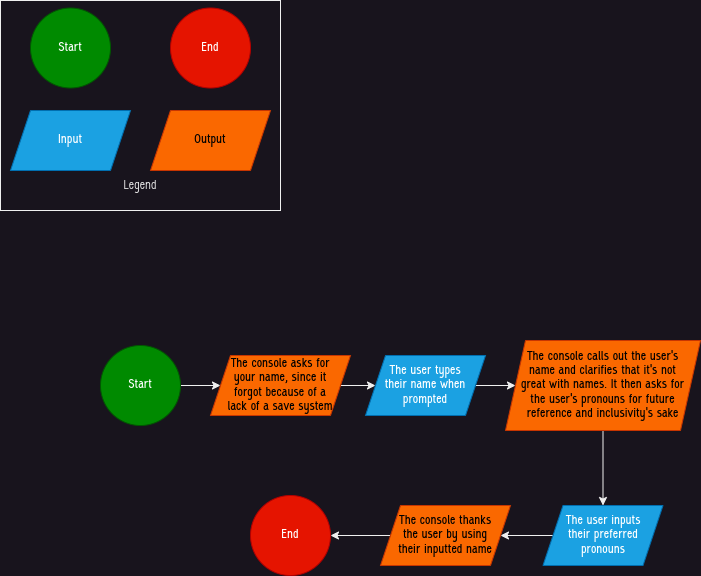 Start
End
Input
Output
Legend
Start
The console asks for
your name, since it
forgot because of a
lack of a save system
The user types
their name when
prompted
The console calls out the user's
name and clarifies that it's not
great with names. It then asks for
the user's pronouns for future
reference and inclusivity's sake
The user inputs
their preferred
pronouns
The console thanks
the user by using
their inputted name
End